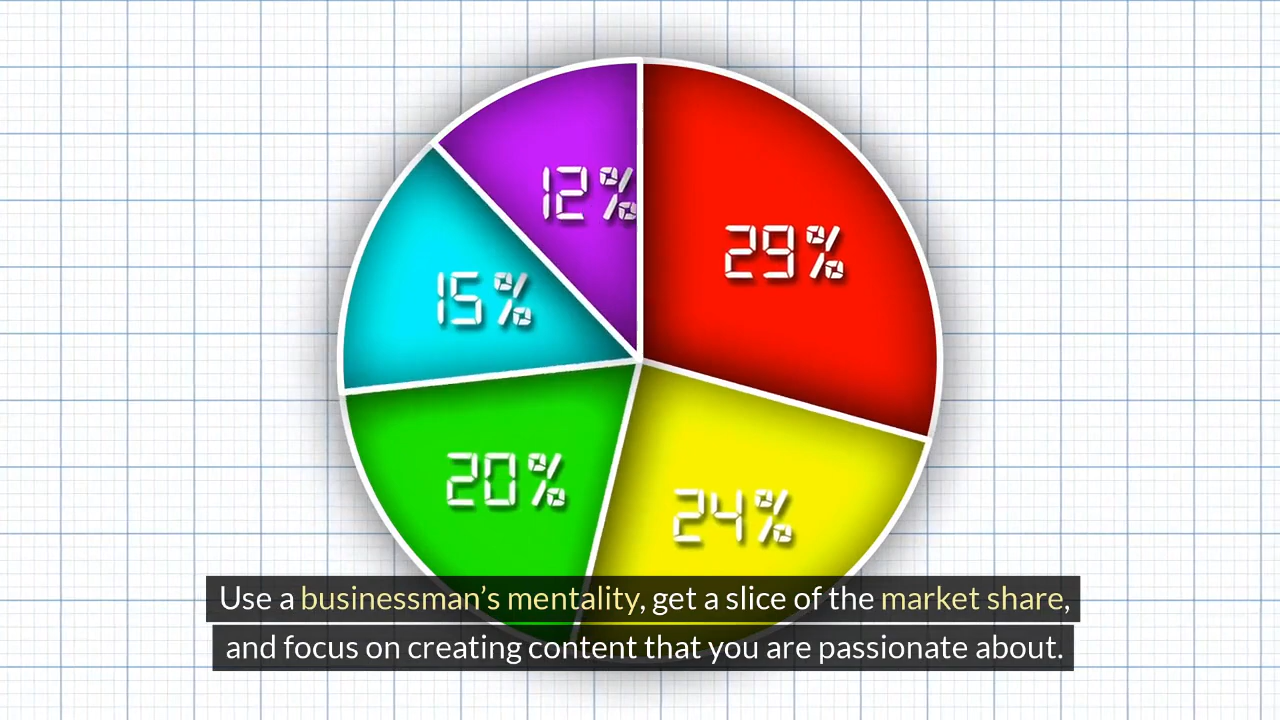 12%
29%
15%
20%
24%
Use a businessman’s mentality, get a slice of the market share,
and focus on creating content that you are passionate about.